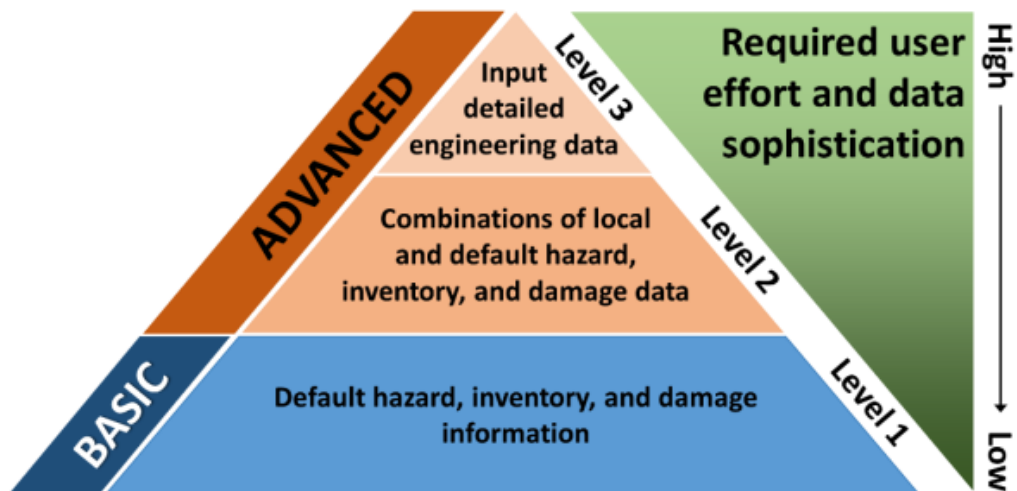 ADVANCED
BASIC
Input
detailed
engineering data
Level 3
Combinations of local
and default hazard,
inventory, and damage data
Level 2
Default hazard, inventory, and damage
information
Level 1
Required user
effort and data
sophistication
High
Low